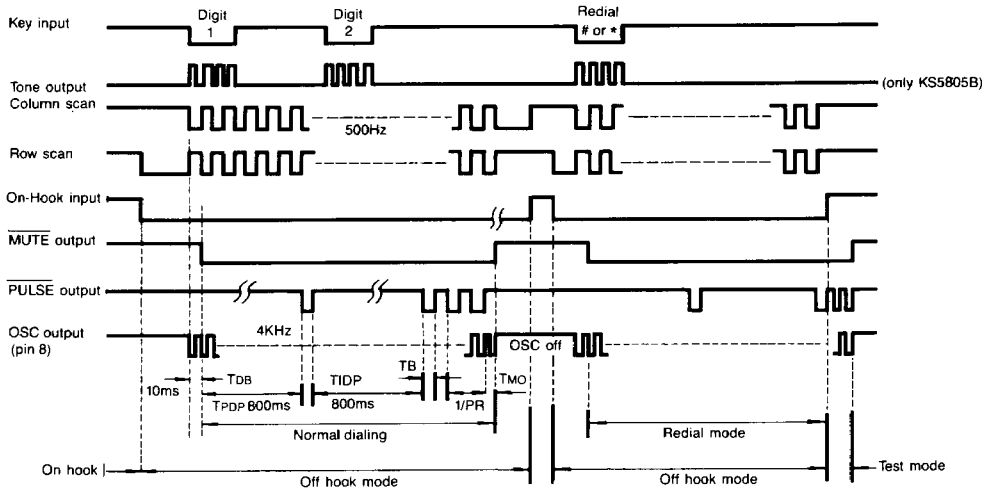 Key input
Digit
1
Digit
2
Redial
# or *
Tone output
(only KS5805B)
Column scan
500Hz
Row scan
On-Hook input
MUTE output
PULSE output
OSC output
(pin 8)
4KHz
OSC off
10ms
TDB
TPDP 800ms
TIDP
800ms
TB
1/PR
TMO
Normal dialing
Redial mode
On hook
Off hook mode
Off hook mode
Test mode